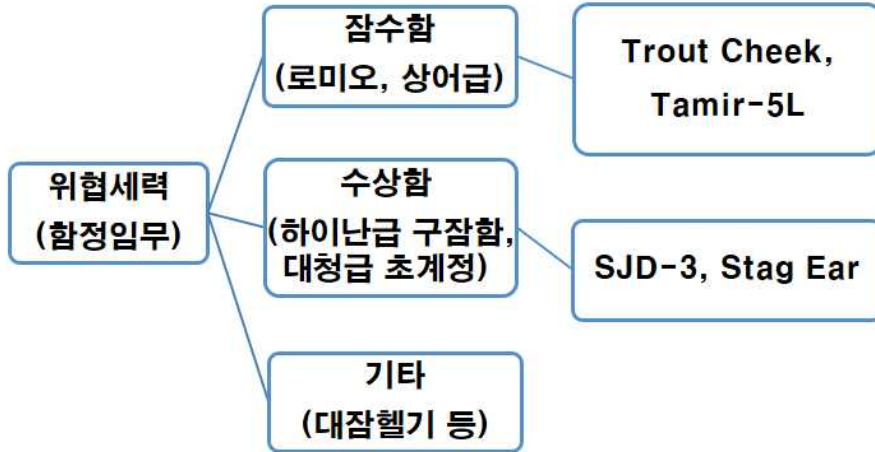 위협세력
(함정임무)
잠수함
(로미오, 상어급)
Trout Cheek,
Tamir-5L
수상함
(하이난급 구잠함,
대청급 초계정)
SJD-3, Stag Ear
기타
(대잠헬기 등)